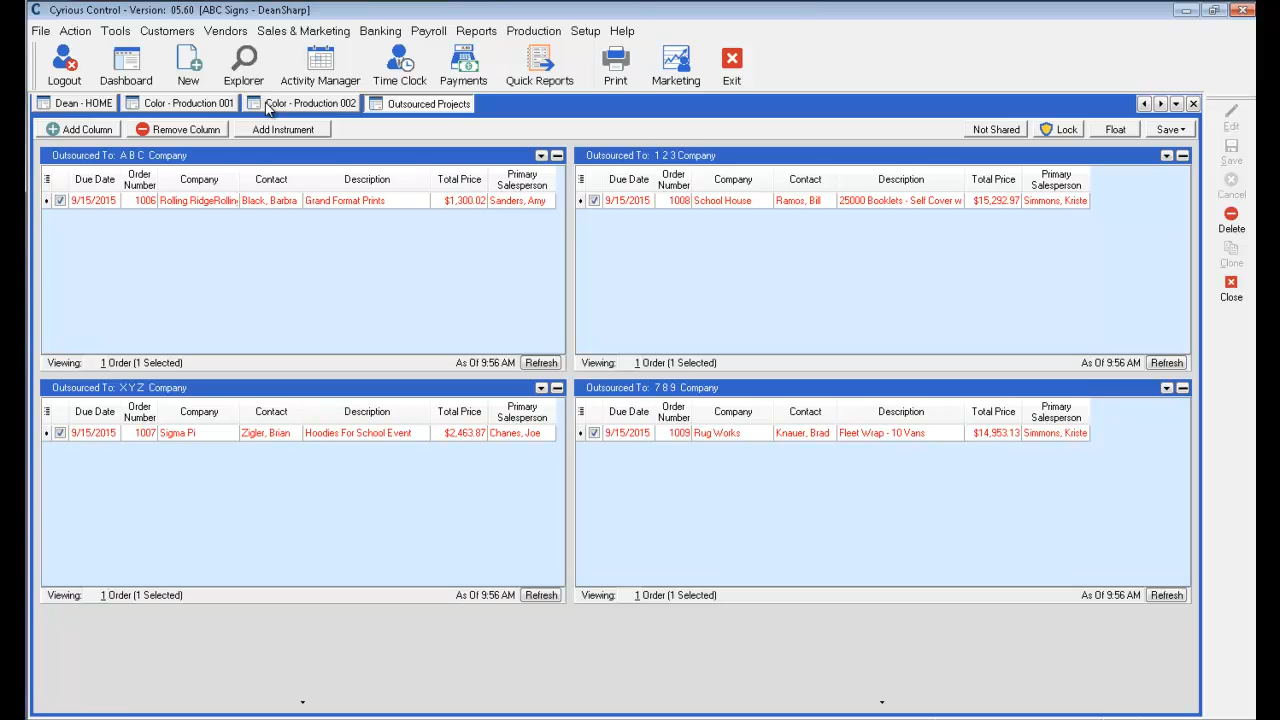 Cyrious Control - Version: 05.60 [ABC Signs - DeanSharp]
File Action Tools Customers Vendors Sales & Marketing Banking Payroll Reports Production Setup Help
Logout Dashboard New Explorer Activity Manager Time Clock Payments Quick Reports Print Marketing Exit
Dean - HOME Color - Production 001 Color - Production 002 Outsourced Projects
Add Column Remove Column Add Instrument Not Shared Lock Float Save
Edit
Save
Cancel
Delete
Clone
Close
Outsourced To: A B C Company
Due Date Order Number Company Contact Description Total Price Primary Salesperson
9/15/2015 1006 Rolling RidgeRollin Black, Barbra Grand Format Prints $1,300.02 Sanders, Amy
Viewing: 1 Order (1 Selected) As Of 9:56 AM Refresh
Outsourced To: 1 2 3 Company
Due Date Order Number Company Contact Description Total Price Primary Salesperson
9/15/2015 1008 School House Ramos, Bill 25000 Booklets - Self Cover w $15,292.97 Simmons, Kriste
Viewing: 1 Order (1 Selected) As Of 9:56 AM Refresh
Outsourced To: X Y Z Company
Due Date Order Number Company Contact Description Total Price Primary Salesperson
9/15/2015 1007 Sigma Pi Zigler, Brian Hoodies For School Event $2,463.87 Chanes, Joe
Viewing: 1 Order (1 Selected) As Of 9:56 AM Refresh
Outsourced To: 7 8 9 Company
Due Date Order Number Company Contact Description Total Price Primary Salesperson
9/15/2015 1009 Rug Works Knauer, Brad Fleet Wrap - 10 Vans $14,953.13 Simmons, Kriste
Viewing: 1 Order (1 Selected) As Of 9:56 AM Refresh